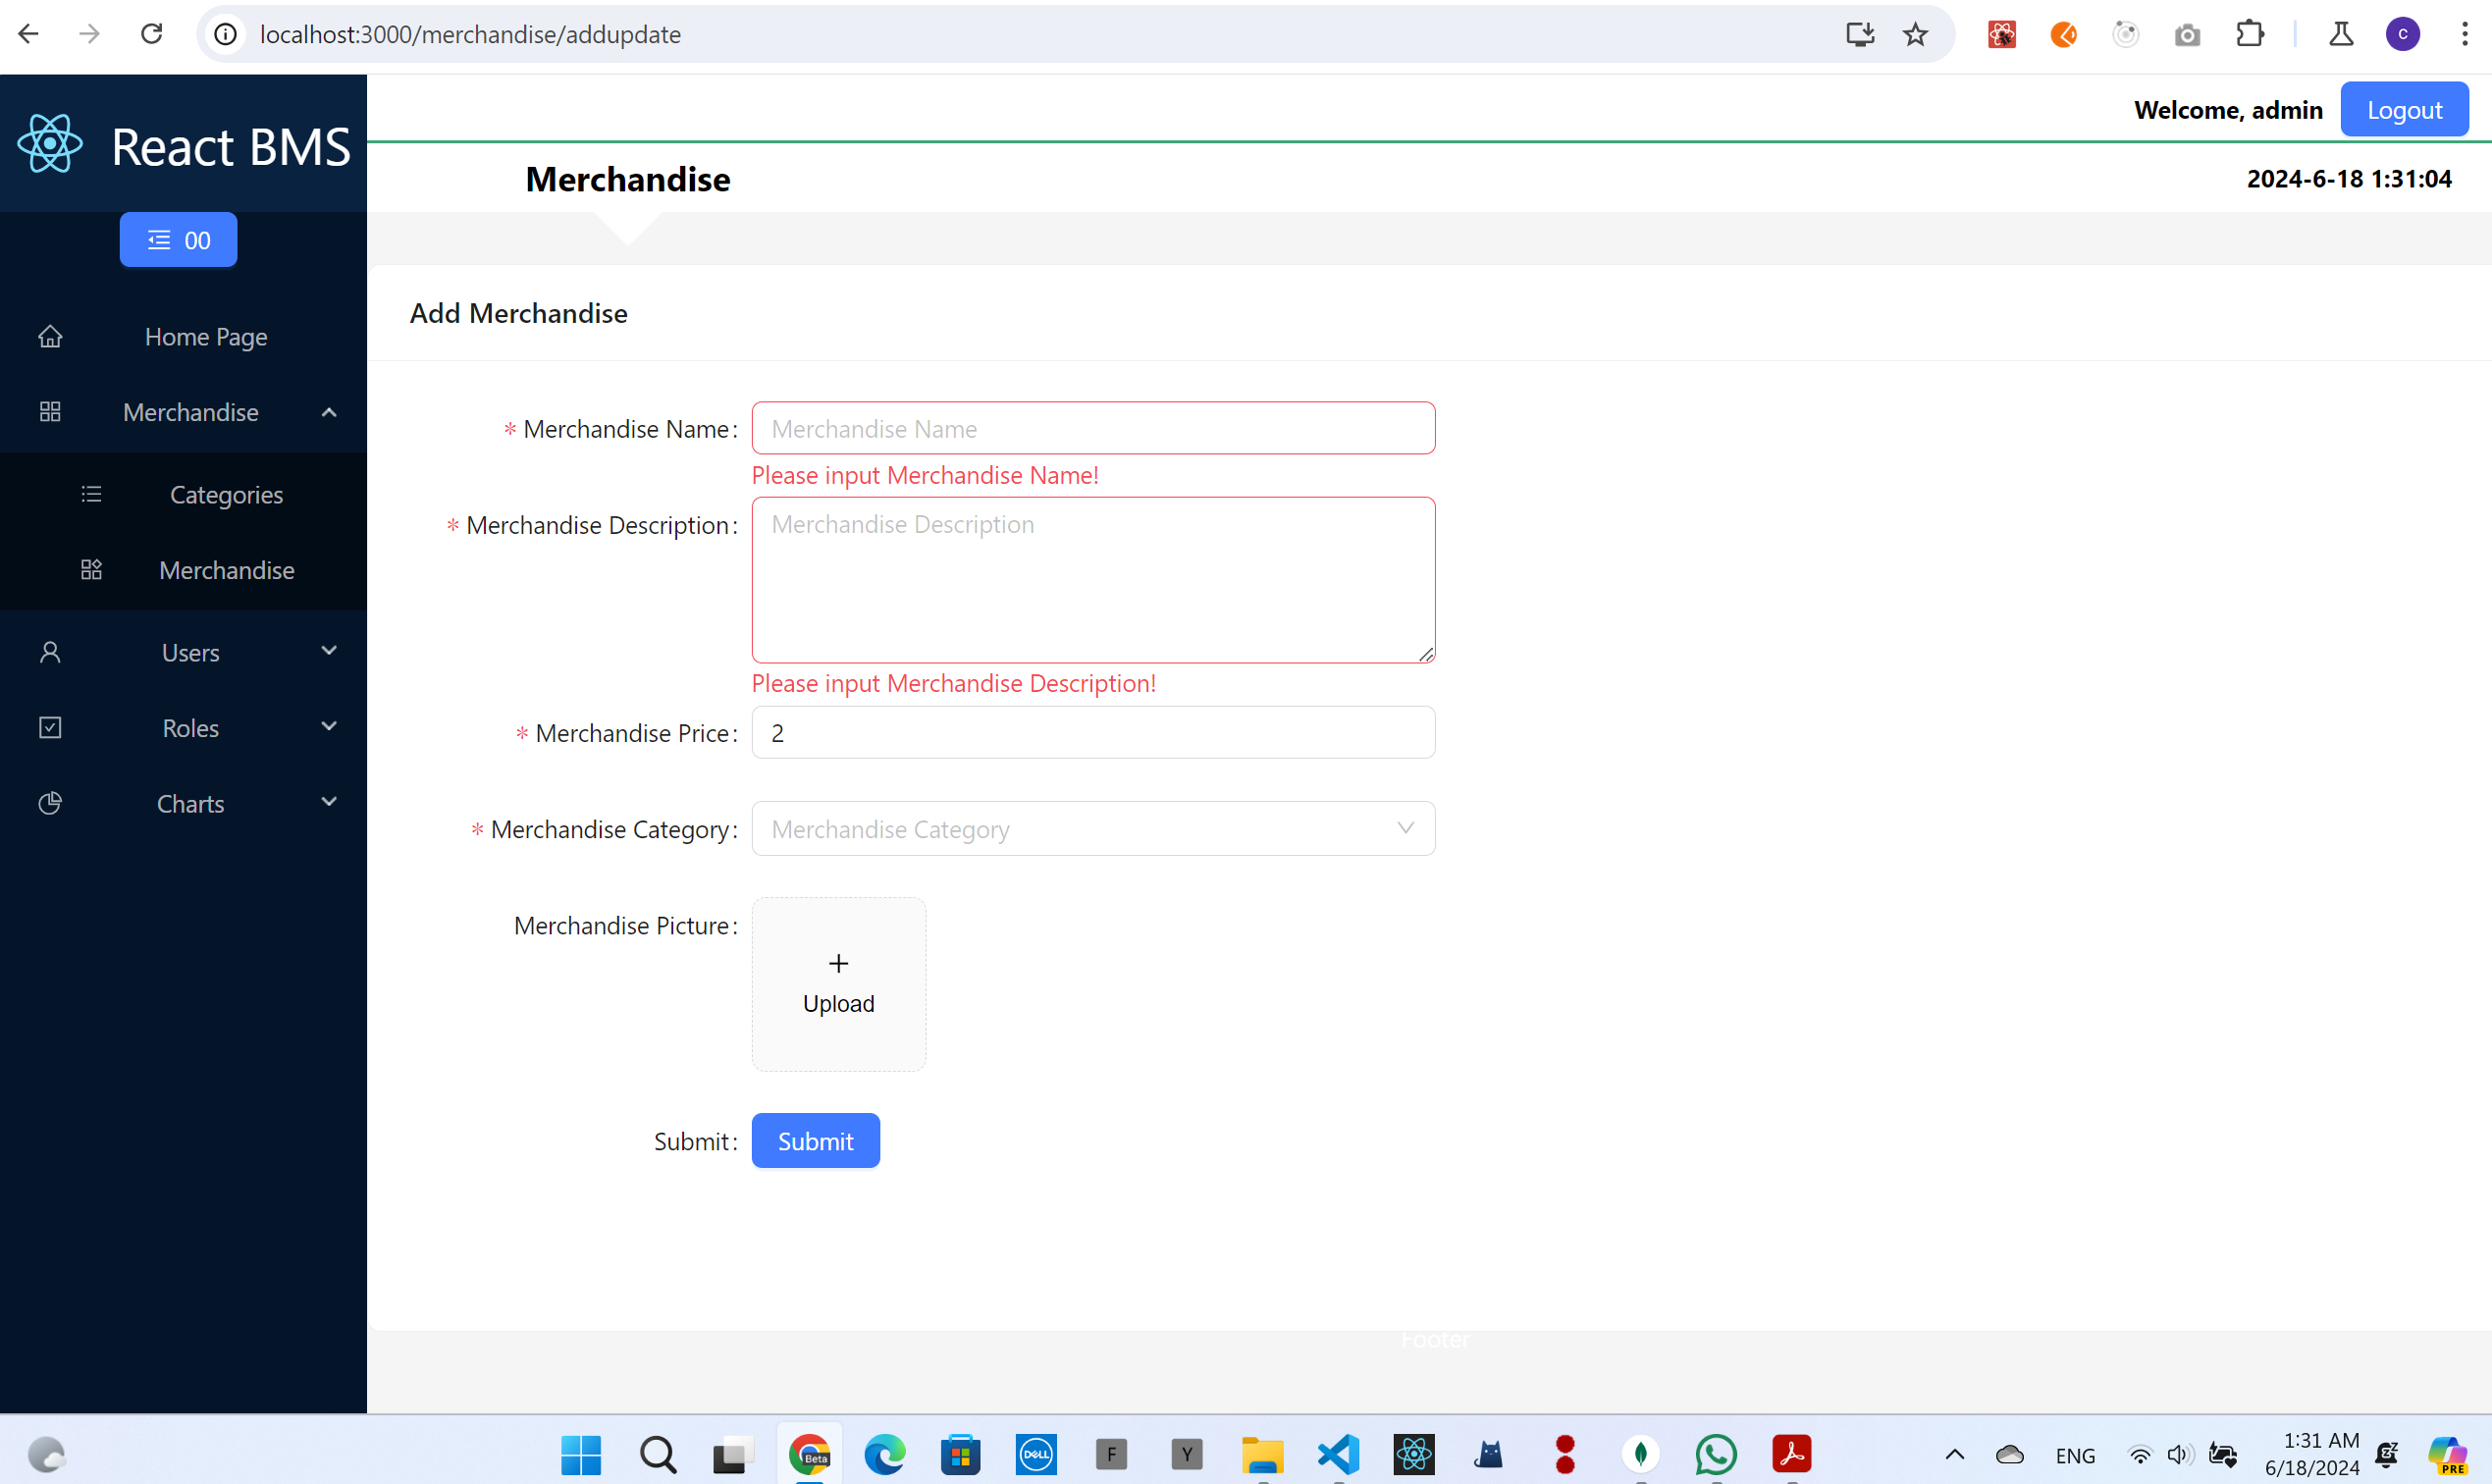 localhost:3000/merchandise/addupdate
C
React BMS
Welcome, admin
Logout
Merchandise
2024-6-18 1:31:04
00
Add Merchandise
Home Page
Merchandise
Categories
Merchandise
Users
Roles
Charts
* Merchandise Name:
Merchandise Name
Please input Merchandise Name!
* Merchandise Description:
Merchandise Description
Please input Merchandise Description!
* Merchandise Price:
2
* Merchandise Category:
Merchandise Category
Merchandise Picture:
+
Upload
Submit:
Submit
Footer
Beta
DELL
F
Y
ENG
1:31 AM
6/18/2024
PRE